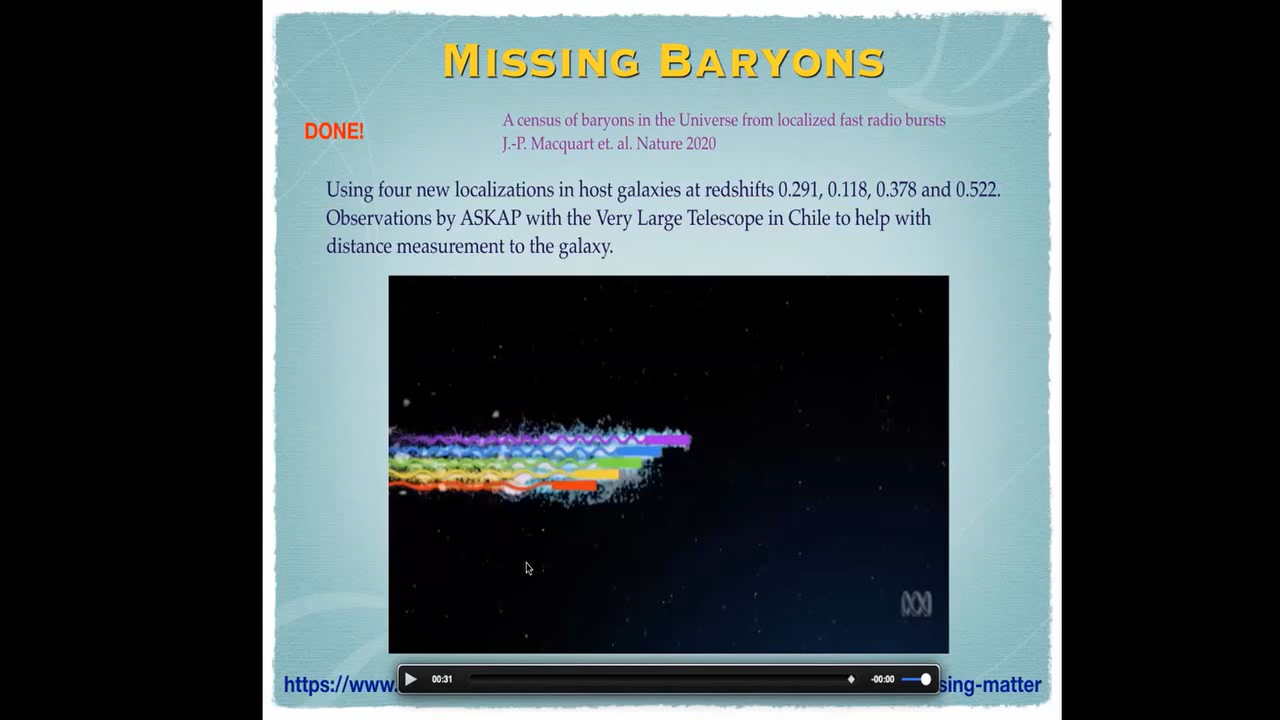 MISSING BARYONS
DONE!
A census of baryons in the Universe from localized fast radio bursts
J.-P. Macquart et. al. Nature 2020
Using four new localizations in host galaxies at redshifts 0.291, 0.118, 0.378 and 0.522.
Observations by ASKAP with the Very Large Telescope in Chile to help with
distance measurement to the galaxy.
00:31
-00:00
https://www.
sing-matter